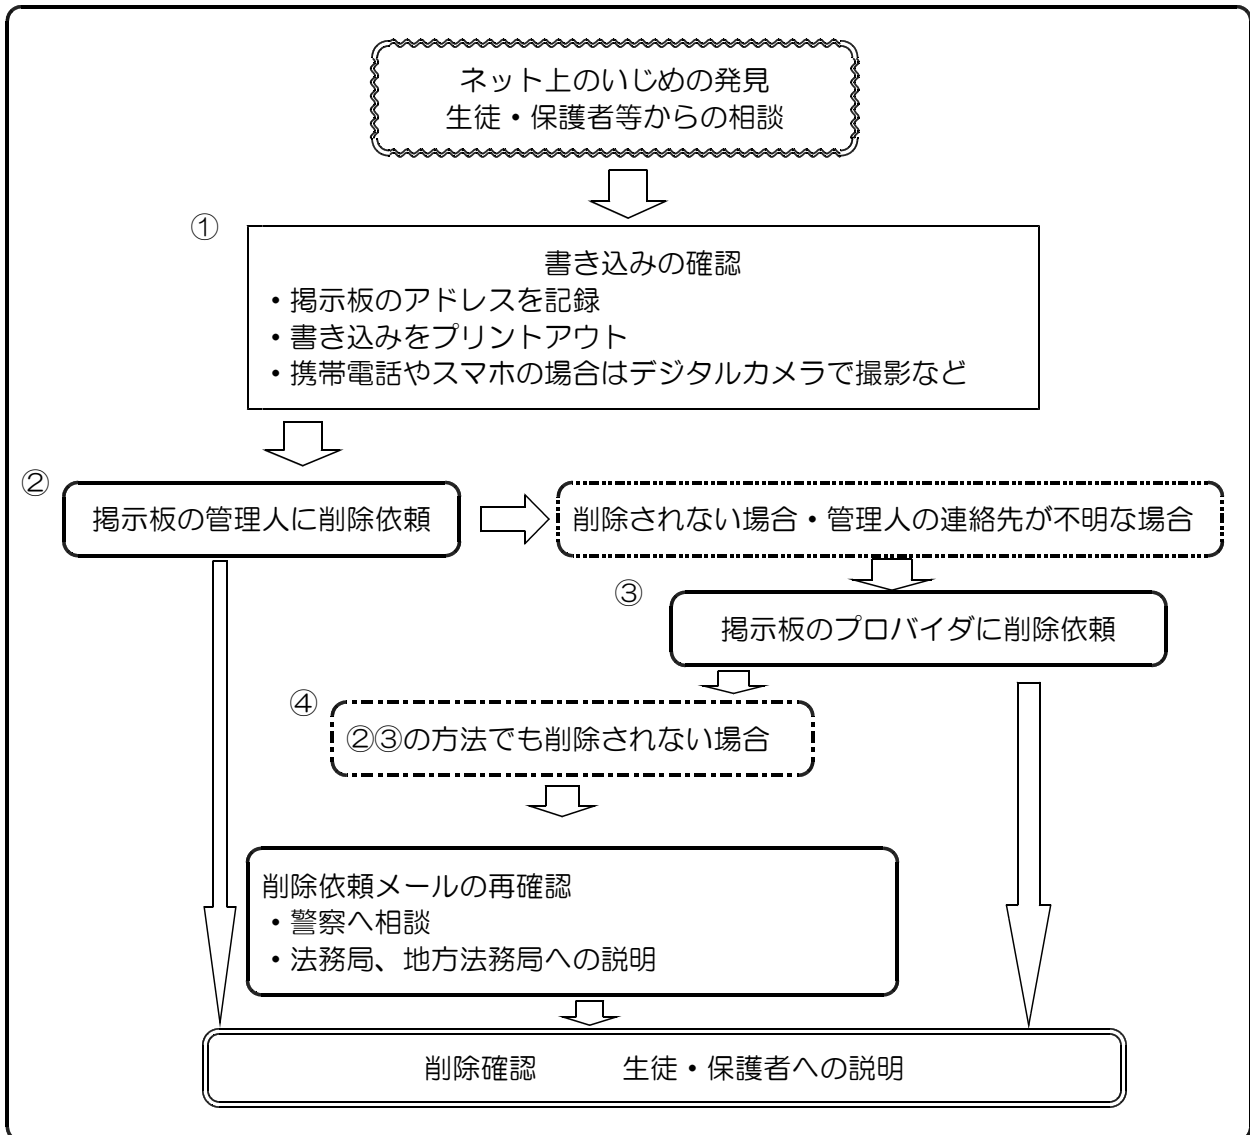 ネット上のいじめの発見
生徒・保護者等からの相談
①
書き込みの確認
・掲示板のアドレスを記録
・書き込みをプリントアウト
・携帯電話やスマホの場合はデジタルカメラで撮影など
②
掲示板の管理人に削除依頼
削除されない場合・管理人の連絡先が不明な場合
③
掲示板のプロバイダに削除依頼
④
②③の方法でも削除されない場合
削除依頼メールの再確認
・警察へ相談
・法務局、地方法務局への説明
削除確認　　　生徒・保護者への説明